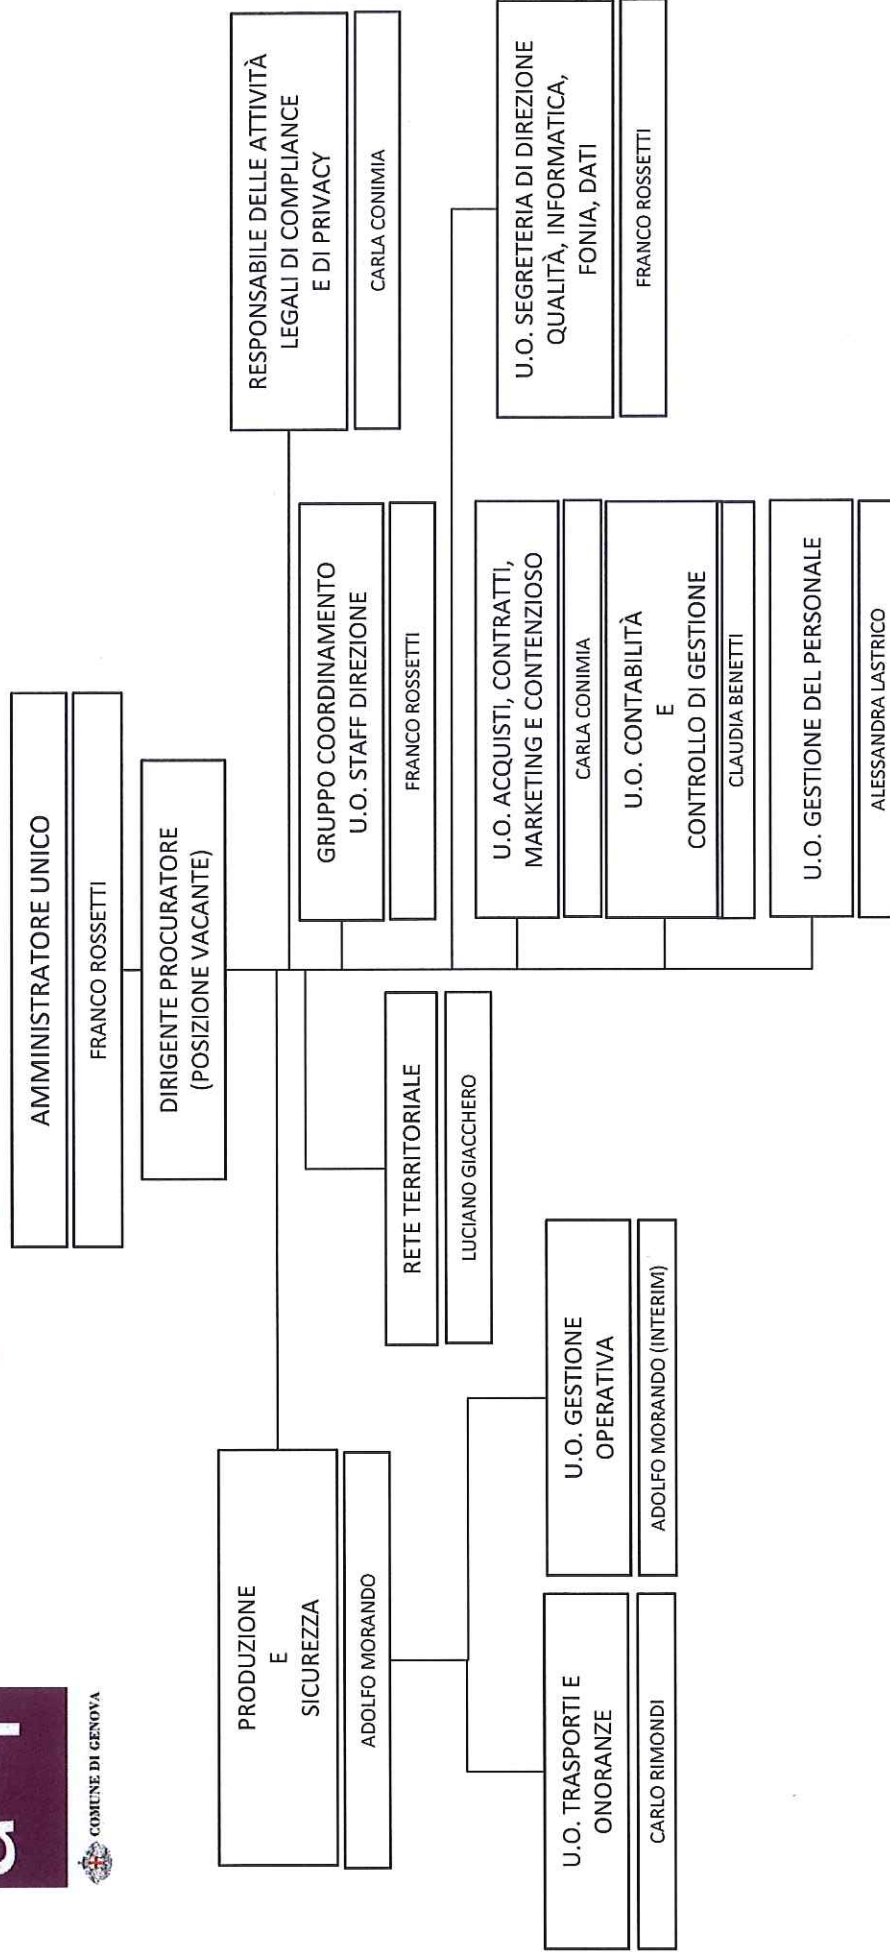 COMUNE DI GENOVA
AMMINISTRATORE UNICO
FRANCO ROSSETTI
DIRIGENTE PROCURATORE
(POSIZIONE VACANTE)
PRODUZIONE
E
SICUREZZA
ADOLFO MORANDO
RESPONSABILE DELLE ATTIVITÀ
LEGALI DI COMPLIANCE
E DI PRIVACY
CARLA CONIMIA
GRUPPO COORDINAMENTO
U.O. STAFF DIREZIONE
FRANCO ROSSETTI
RETE TERRITORIALE
LUCIANO GIACCHERO
U.O. ACQUISTI, CONTRATTI,
MARKETING E CONTENZIOSO
CARLA CONIMIA
U.O. SEGRETERIA DI DIREZIONE
QUALITÀ, INFORMATICA,
FONIA, DATI
FRANCO ROSSETTI
U.O. TRASPORTI E
ONORANZE
CARLO RIMONDI
U.O. GESTIONE
OPERATIVA
ADOLFO MORANDO (INTERIM)
U.O. CONTABILITÀ
E
CONTROLLO DI GESTIONE
CLAUDIA BENETTI
U.O. GESTIONE DEL PERSONALE
ALESSANDRA LASTRICO